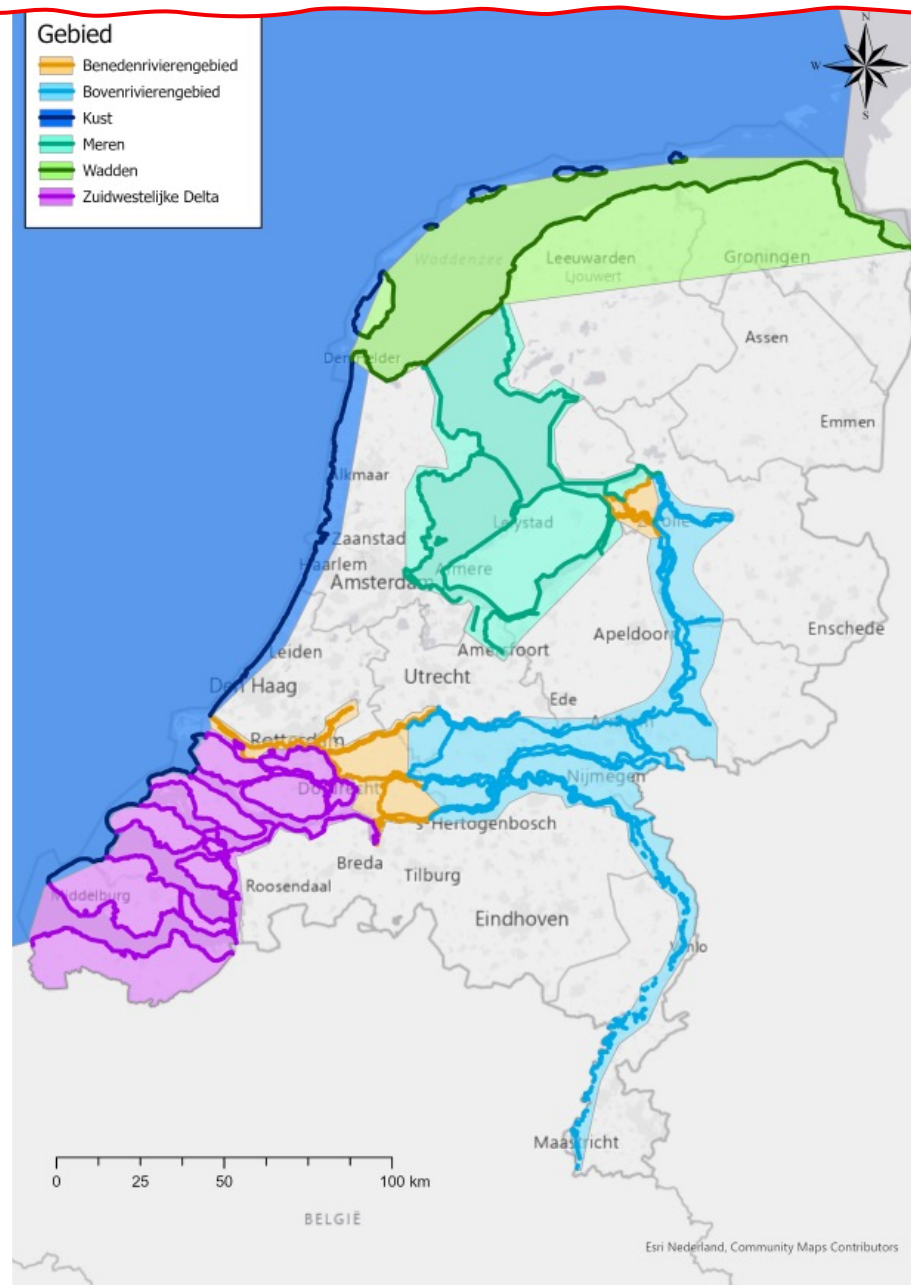 Gebied
Benedenrivierengebied
Bovenrivierengebied
Kust
Meren
Wadden
Zuidwestelijke Delta
N
W
S
Waddenzee
Leeuwarden
Ljouwert
Groningen
Den Helder
Assen
Emmen
Alkmaar
Lelystad
Zwolle
Zaanstad
Haarlem
Almere
Amsterdam
Apeldoorn
Enschede
Leiden
Amersfoort
Utrecht
Den Haag
Ede
Arnhem
Rotterdam
Nijmegen
Dordrecht
's-Hertogenbosch
Breda
Middelburg
Roosendaal
Tilburg
Eindhoven
Venlo
Maastricht
0 25 50 100 km
BELGIË
Esri Nederland, Community Maps Contributors